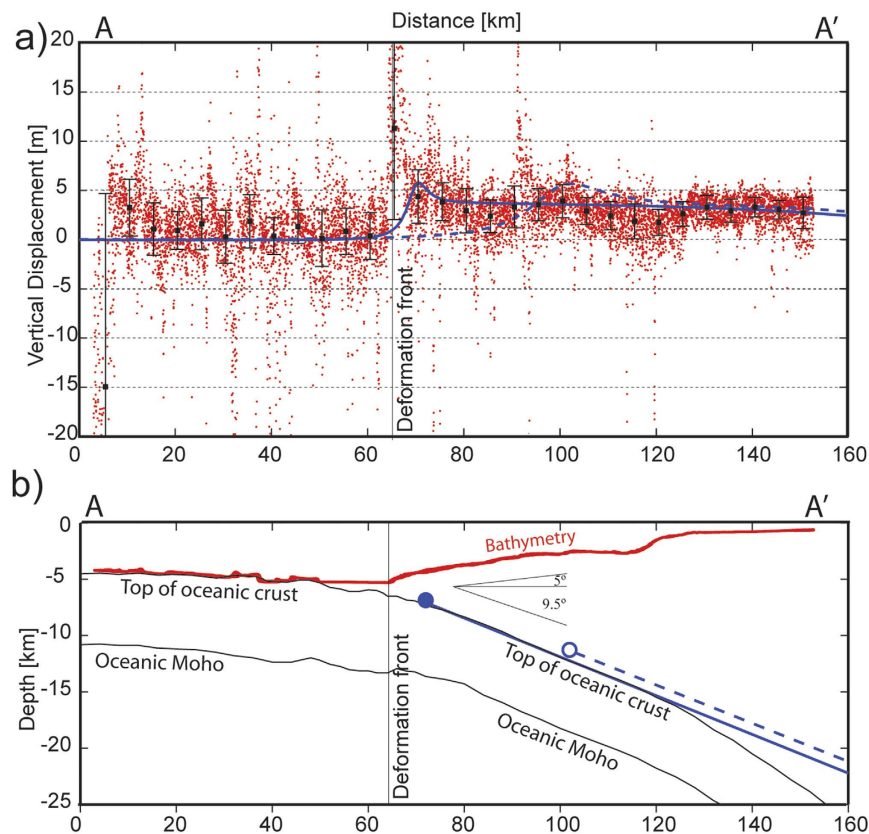 A Distance [km] A'
a)
20
15
10
5
0
-5
-10
-15
-20
Vertical Displacement [m]
Deformation front
0 20 40 60 80 100 120 140 160
b)
A A'
0
-5
-10
-15
-20
-25
Depth [km]
Bathymetry
5º
9.5º
Top of oceanic crust
Oceanic Moho
Top of oceanic crust
Oceanic Moho
Deformation front
0 20 40 60 80 100 120 140 160